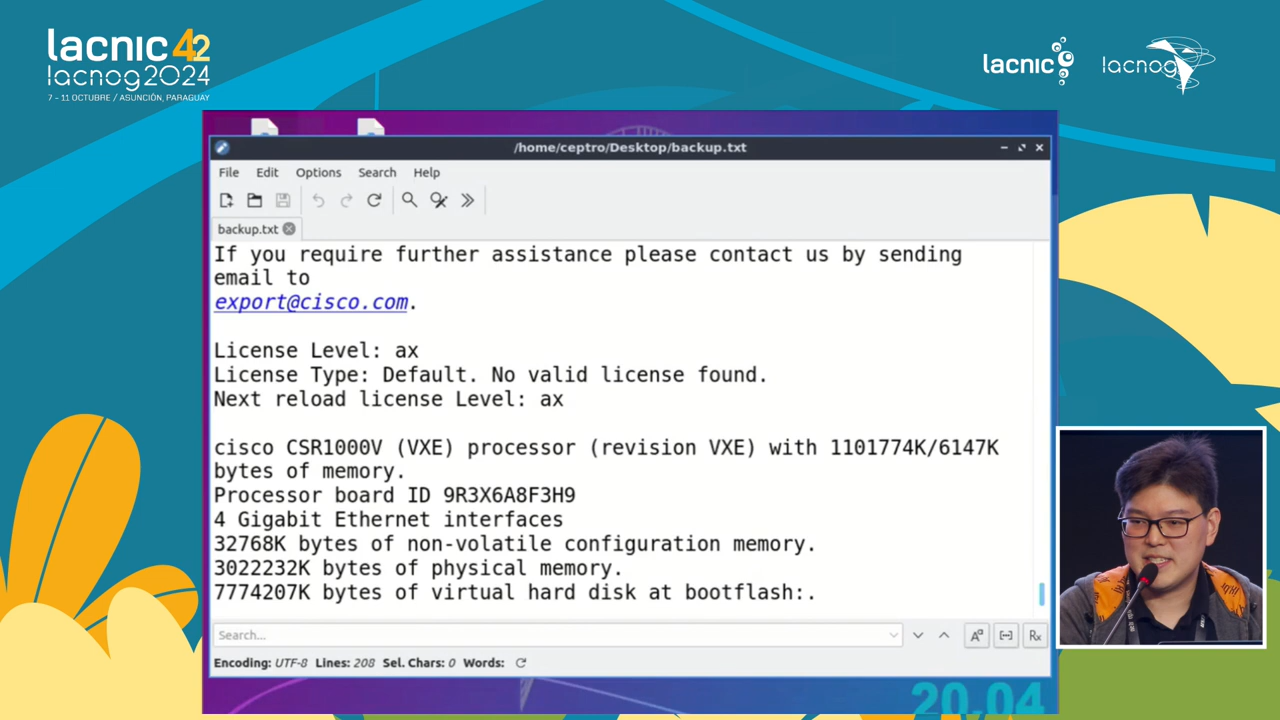 lacnic 42
lacnog2024
7 - 11 OCTUBRE / ASUNCIÓN, PARAGUAY
lacnic
lacnog
/home/ceptro/Desktop/backup.txt
File Edit Options Search Help
backup.txt
If you require further assistance please contact us by sending
email to
export@cisco.com.
License Level: ax
License Type: Default. No valid license found.
Next reload license Level: ax
cisco CSR1000V (VXE) processor (revision VXE) with 1101774K/6147K
bytes of memory.
Processor board ID 9R3X6A8F3H9
4 Gigabit Ethernet interfaces
32768K bytes of non-volatile configuration memory.
3022232K bytes of physical memory.
7774207K bytes of virtual hard disk at bootflash:.
Search...
Encoding: UTF-8 Lines: 208 Sel. Chars: 0 Words:
20.04